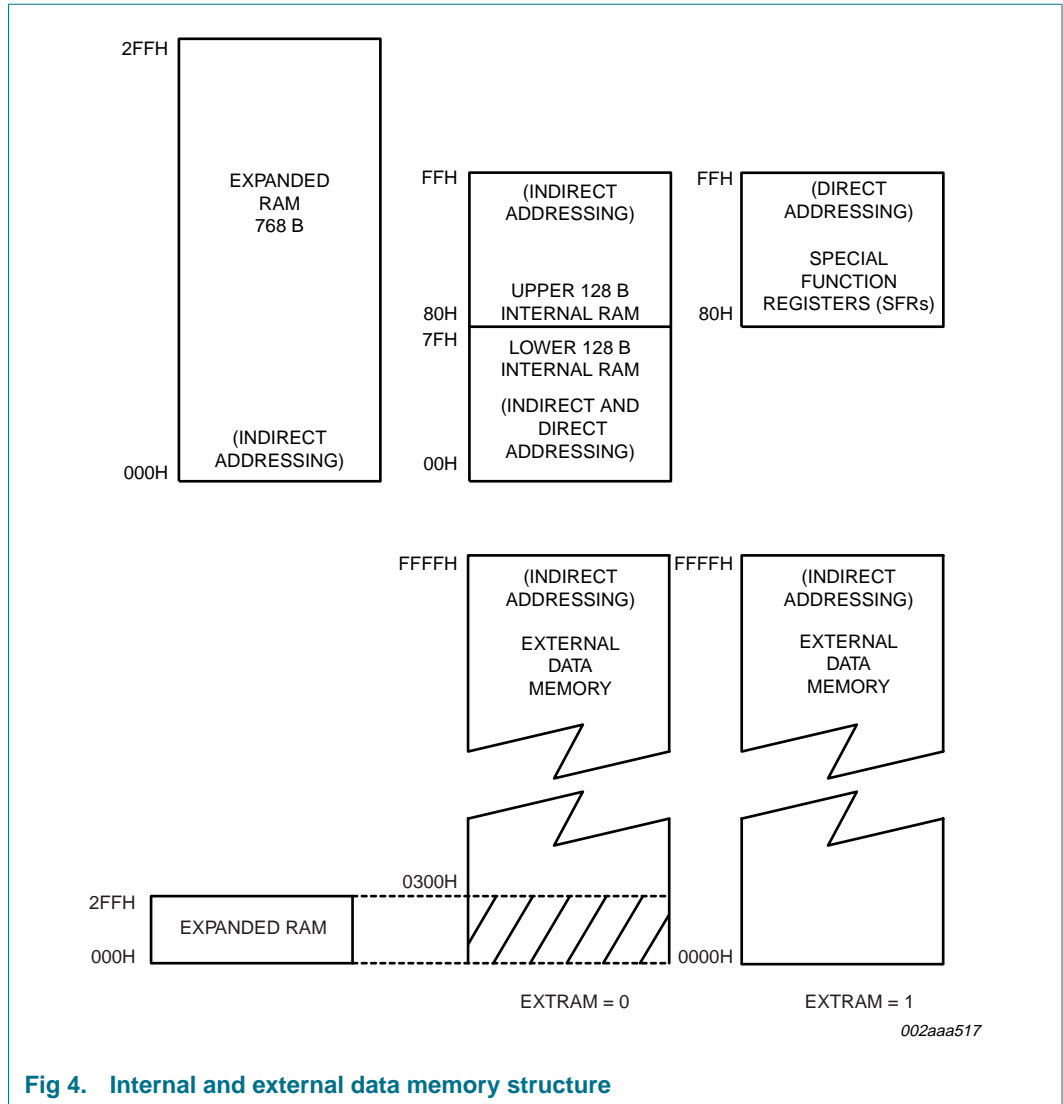 2FFH
EXPANDED
RAM
768 B
(INDIRECT
ADDRESSING)
000H
FFH
(INDIRECT
ADDRESSING)
UPPER 128 B
INTERNAL RAM
80H
7FH
LOWER 128 B
INTERNAL RAM
(INDIRECT AND
DIRECT
ADDRESSING)
00H
FFH
(DIRECT
ADDRESSING)
SPECIAL
FUNCTION
REGISTERS (SFRs)
80H
FFFFH
(INDIRECT
ADDRESSING)
EXTERNAL
DATA
MEMORY
FFFFH
(INDIRECT
ADDRESSING)
EXTERNAL
DATA
MEMORY
0300H
2FFH
EXPANDED RAM
000H
0000H
EXTRAM = 0
EXTRAM = 1
002aaa517
Fig 4. Internal and external data memory structure